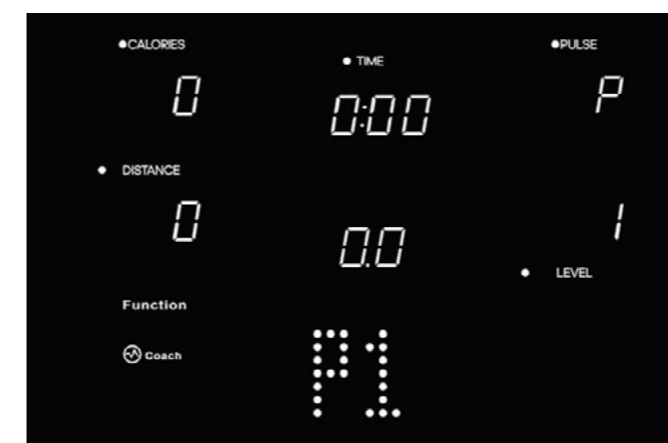 CALORIES
TIME
PULSE
0
0:00
P
DISTANCE
0
0.0
1
LEVEL
Function
Coach
P1